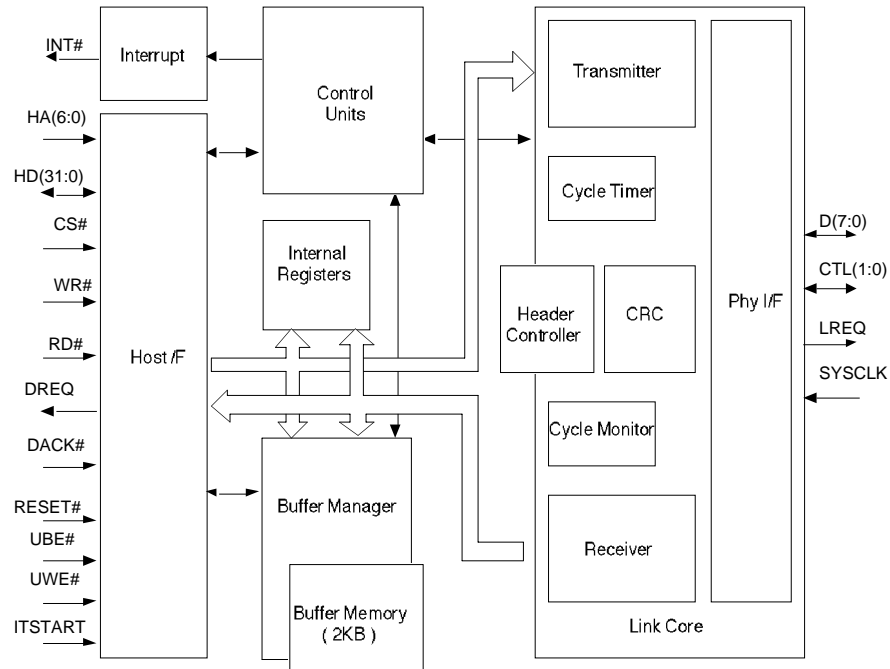 INT#
HA(6:0)
HD(31:0)
CS#
WR#
RD#
DREQ
DACK#
RESET#
UBE#
UWE#
ITSTART
Interrupt
Host I/F
Control
Units
Internal
Registers
Buffer Manager
Buffer Memory
( 2KB )
Transmitter
Cycle Timer
Header
Controller
CRC
Cycle Monitor
Receiver
Link Core
Phy I/F
D(7:0)
CTL(1:0)
LREQ
SYSCLK